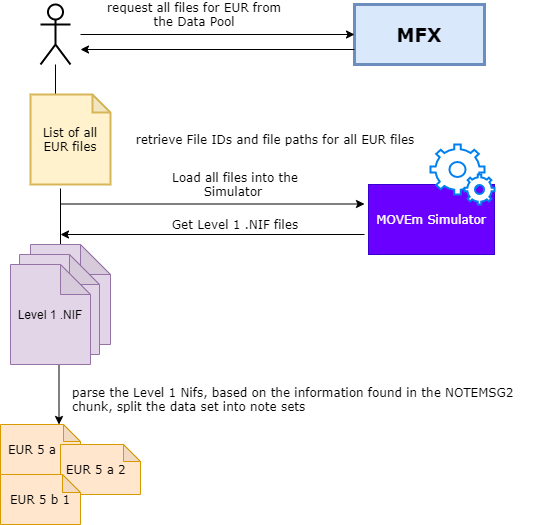 request all files for EUR from
the Data Pool
MFX
List of all
EUR files
retrieve File IDs and file paths for all EUR files
Load all files into the
Simulator
MOVEm Simulator
Get Level 1 .NIF files
Level 1 .NIF
parse the Level 1 Nifs, based on the information found in the NOTEMSG2
chunk, split the data set into note sets
EUR 5 a
EUR 5 a 2
EUR 5 b 1